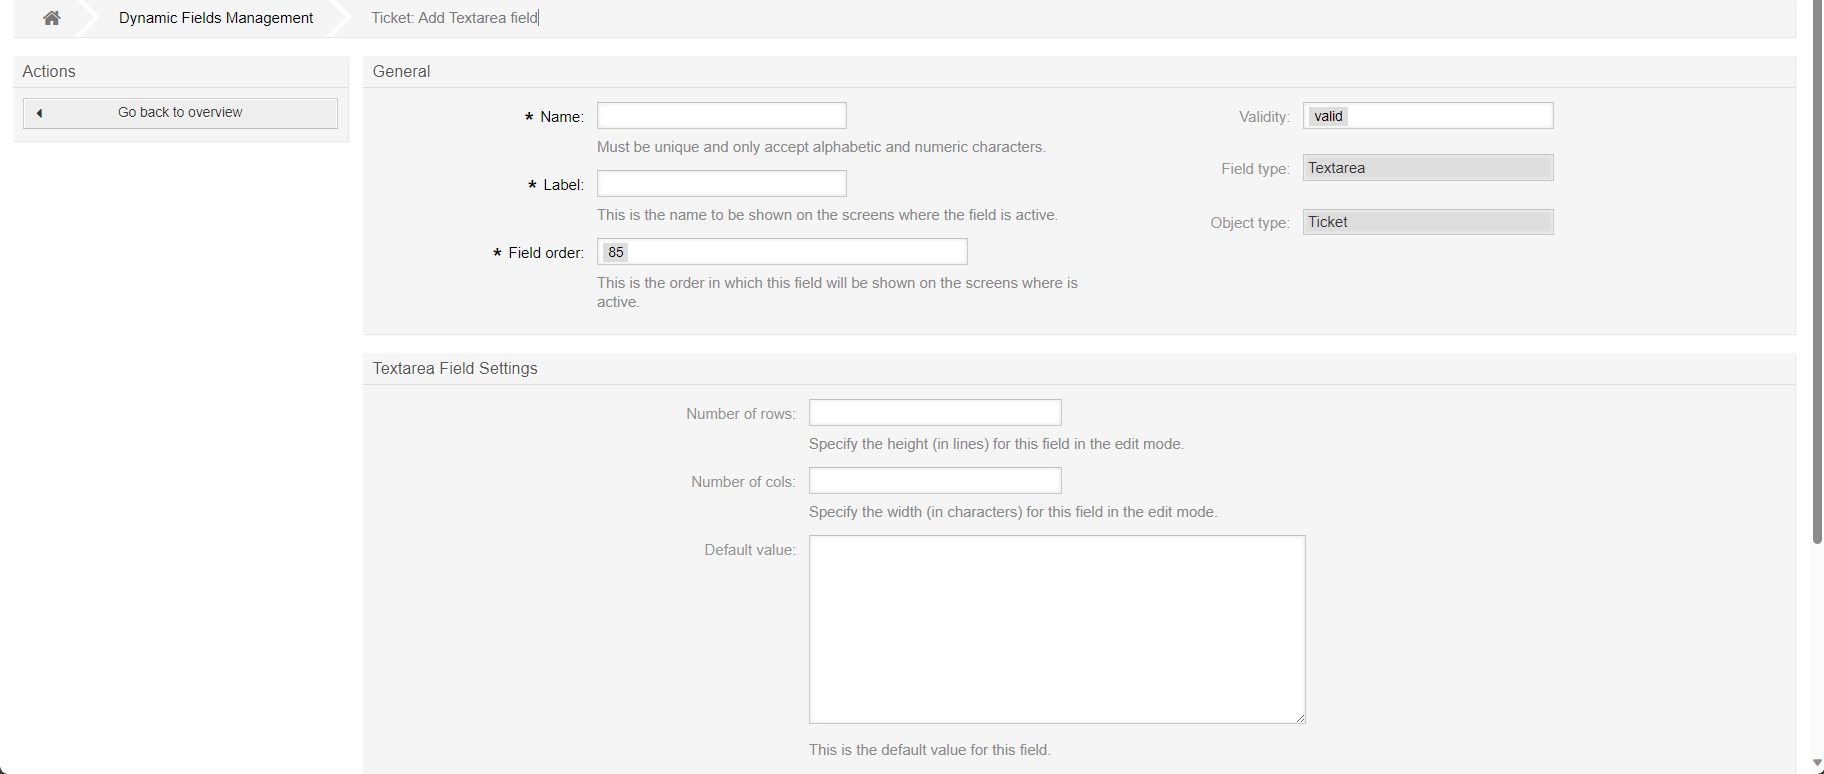 Dynamic Fields Management
Ticket: Add Textarea field
Actions
Go back to overview
General
* Name:
Must be unique and only accept alphabetic and numeric characters.
* Label:
This is the name to be shown on the screens where the field is active.
* Field order:
85
This is the order in which this field will be shown on the screens where is
active.
Validity:
valid
Field type:
Textarea
Object type:
Ticket
Textarea Field Settings
Number of rows:
Specify the height (in lines) for this field in the edit mode.
Number of cols:
Specify the width (in characters) for this field in the edit mode.
Default value:
This is the default value for this field.